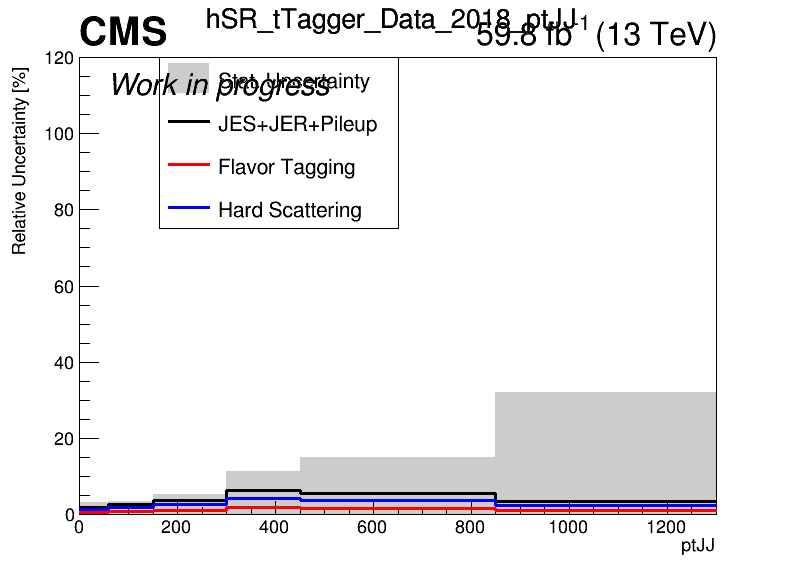 hSR_tTagger_Data_2018_ptJJ
CMS
59.8 fb-1 (13 TeV)
Work in progress
Stat. Uncertainty
JES+JER+Pileup
Flavor Tagging
Hard Scattering
Relative Uncertainty [%]
120
100
80
60
40
20
0
0 200 400 600 800 1000 1200
ptJJ